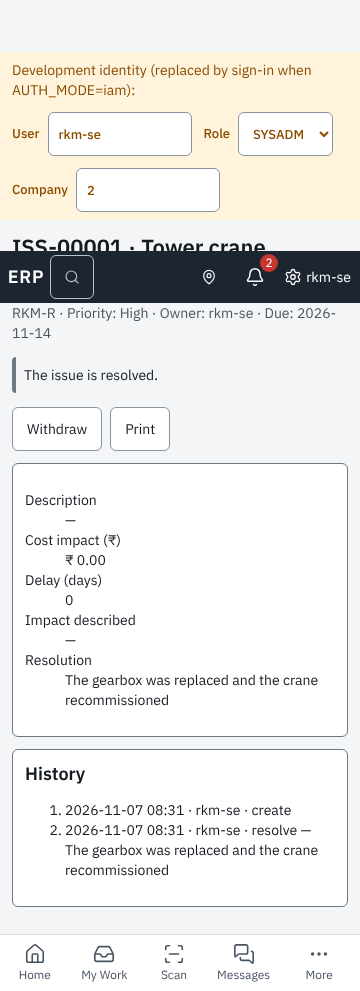 Development identity (replaced by sign-in when
AUTH_MODE=iam):
User rkm-se Role SYSADM
Company 2
ISS-00001 · Tower crane
ERP 2 rkm-se
RKM-R · Priority: High · Owner: rkm-se · Due: 2026-
11-14
The issue is resolved.
Withdraw Print
Description
—
Cost impact (₹)
₹ 0.00
Delay (days)
0
Impact described
—
Resolution
The gearbox was replaced and the crane
recommissioned
History
1. 2026-11-07 08:31 · rkm-se · create
2. 2026-11-07 08:31 · rkm-se · resolve —
The gearbox was replaced and the crane
recommissioned
Home My Work Scan Messages More